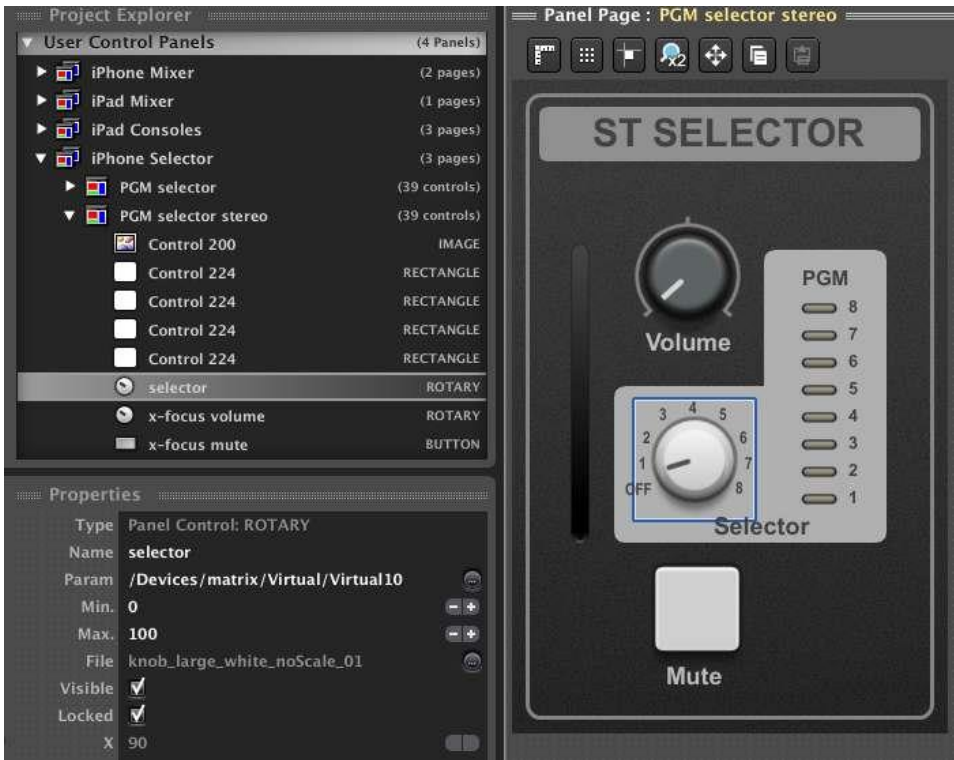 Project Explorer
User Control Panels (4 Panels)
iPhone Mixer (2 pages)
iPad Mixer (1 pages)
iPad Consoles (3 pages)
iPhone Selector (3 pages)
PGM selector (39 controls)
PGM selector stereo (39 controls)
Control 200 IMAGE
Control 224 RECTANGLE
Control 224 RECTANGLE
Control 224 RECTANGLE
Control 224 RECTANGLE
selector ROTARY
x-focus volume ROTARY
x-focus mute BUTTON
Properties
Type Panel Control: ROTARY
Name selector
Param /Devices/matrix/Virtual/Virtual10
Min. 0
Max. 100
File knob_large_white_noScale_01
Visible
Locked
X 90
Panel Page : PGM selector stereo
x2
ST SELECTOR
Volume
PGM
8
7
6
5
4
3
2
1
OFF
1
2
3
4
5
6
7
8
Selector
Mute